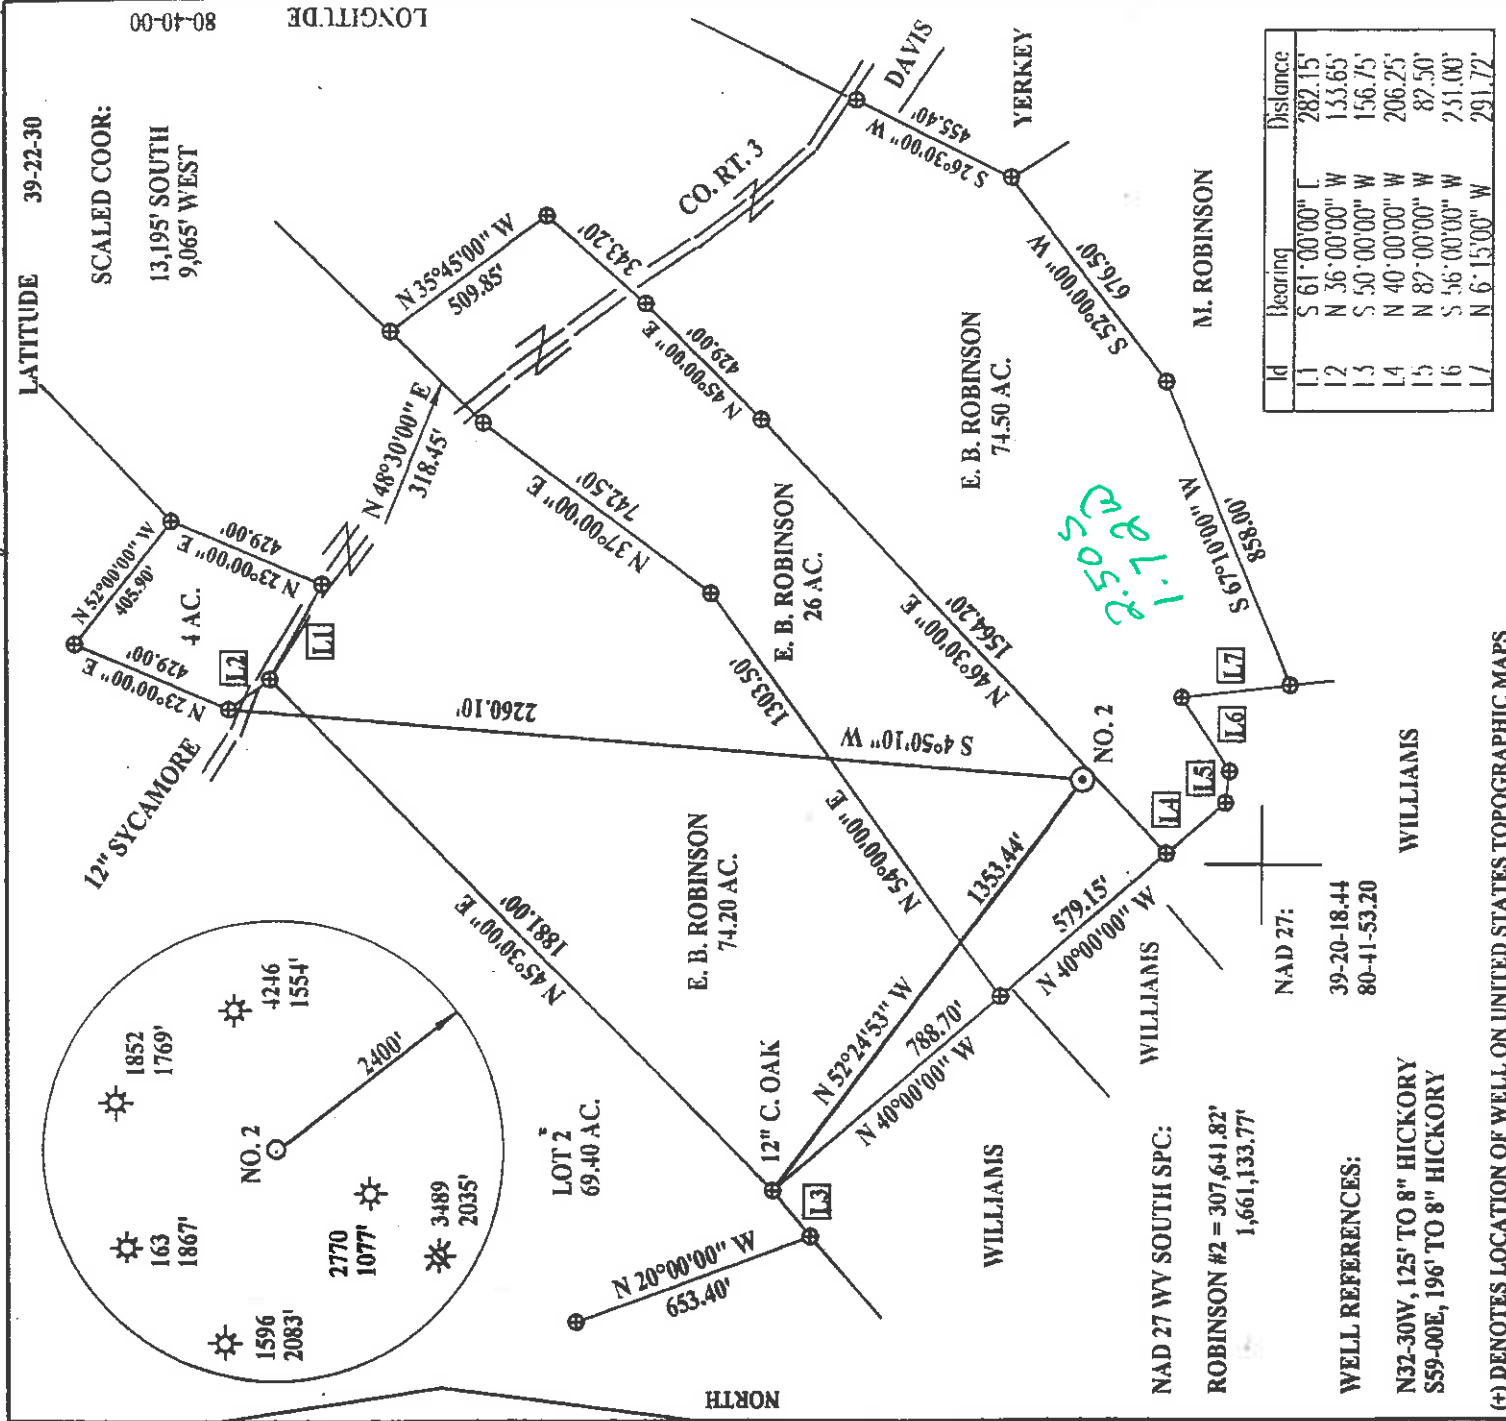 LATITUDE 39-22-30
LONGITUDE
80-40-00
SCALED COOR:
13,195' SOUTH
9,065' WEST
12" SYCAMORE
4 AC.
N 52°00'00" W
405.90'
N 23°00'00" E
429.00'
N 23°00'00" E
429.00'
L2
L1
N 48°30'00" E
318.45'
N 35°45'00" W
509.85'
343.20'
CO. RT. 3
DAVIS
S 26°30'00" W
455.40'
YERKEY
N 45°00'00" E
429.00'
N 37°00'00" E
742.50'
S 52°00'00" W
676.50'
M. ROBINSON
E. B. ROBINSON
74.50 AC.
E. B. ROBINSON
26 AC.
2.50 S
1.72 W
S 67°10'00" W
858.00'
N 46°30'00" E
1564.20'
1303.50'
N 54°00'00" E
2260.10'
S 4°50'10" W
NO. 2
L7
L6
L5
L4
E. B. ROBINSON
74.20 AC.
N 45°30'00" E
1881.00'
1353.44'
N 52°24'53" W
579.15'
N 40°00'00" W
788.70'
N 40°00'00" W
12" C. OAK
L3
N 20°00'00" W
653.40'
LOT 2
69.40 AC.
WILLIAMS
WILLIAMS
WILLIAMS
1852
1769'
4246
1554'
2400'
NO. 2
163
1867'
2770
1077'
3489
2035'
1596
2083'
NORTH
Id Bearing Distance
L1 S 61°00'00" E 282.15'
L2 N 36°00'00" W 133.65'
L3 S 50°00'00" W 156.75'
L4 N 40°00'00" W 206.25'
L5 N 82°00'00" W 82.50'
L6 S 56°00'00" W 231.00'
L7 N 6°15'00" W 291.72'
NAD 27:
39-20-18.44
80-41-53.20
NAD 27 WV SOUTH SPC:
ROBINSON #2 = 307,641.82'
1,661,133.77'
WELL REFERENCES:
N32-30W, 125' TO 8" HICKORY
S59-00E, 196' TO 8" HICKORY
(+) DENOTES LOCATION OF WELL ON UNITED STATES TOPOGRAPHIC MAPS